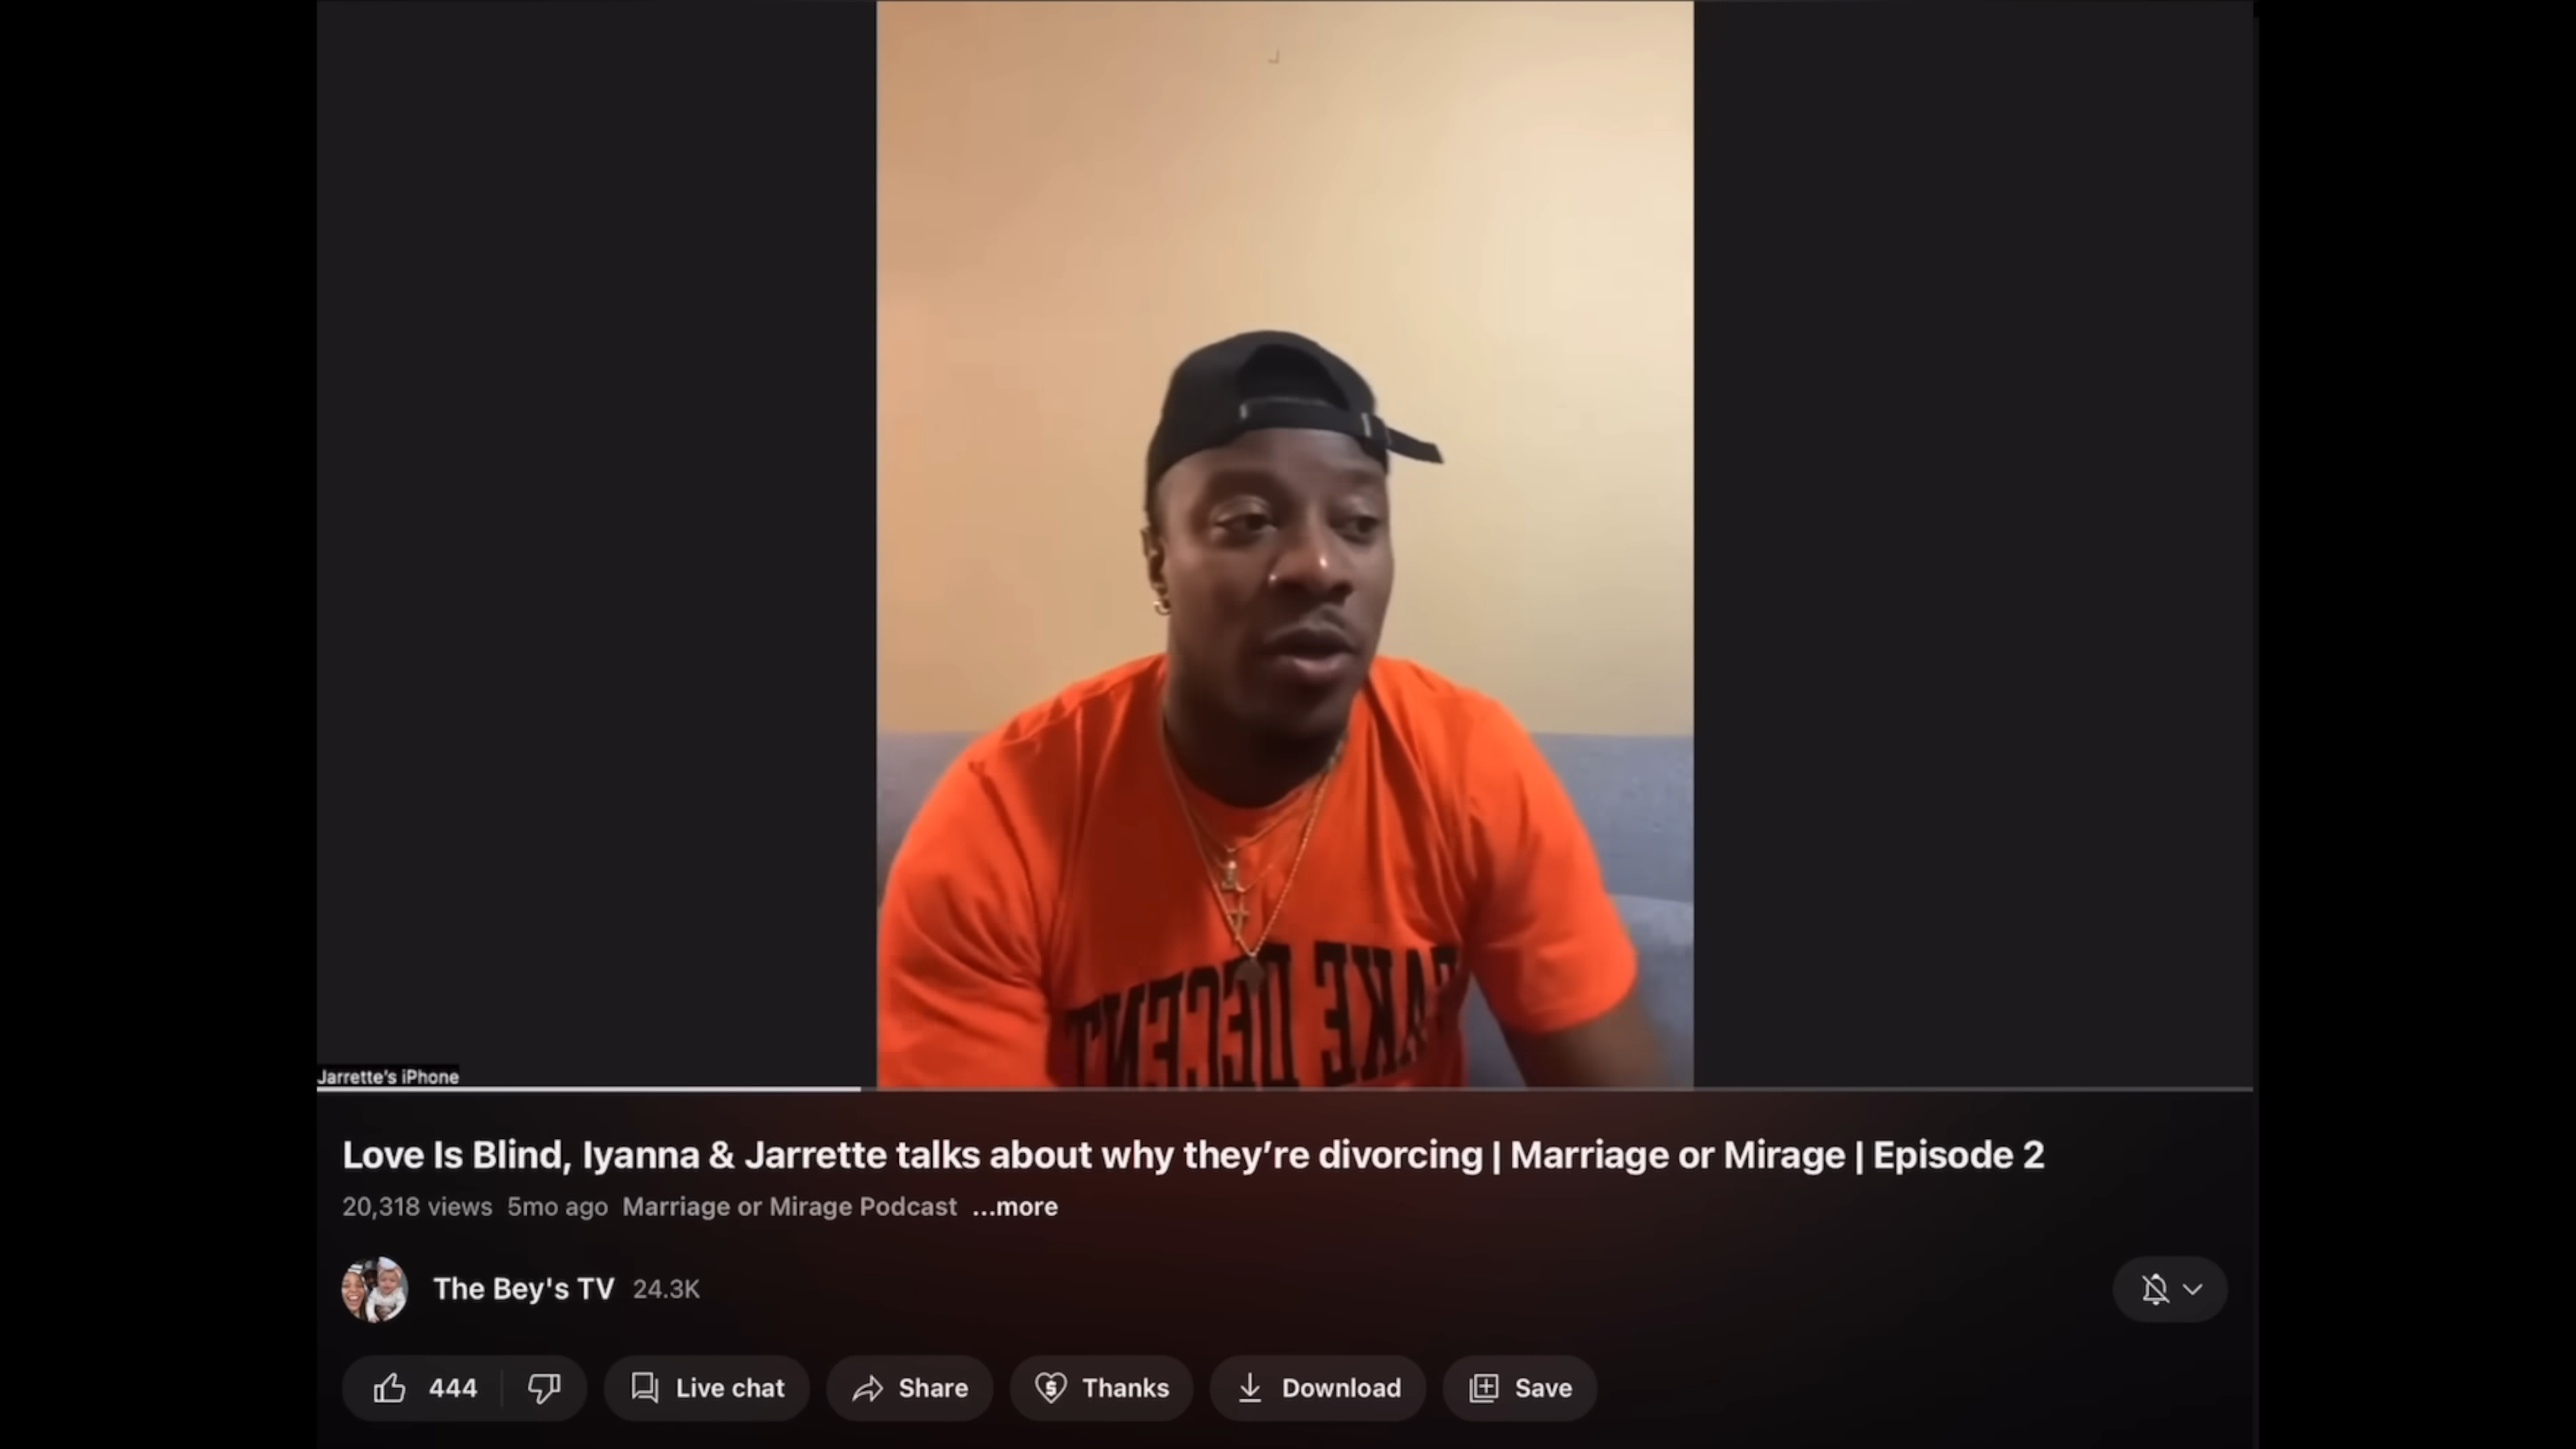 TAKE DECENT
Jarrette's iPhone
Love Is Blind, Iyanna & Jarrette talks about why they're divorcing | Marriage or Mirage | Episode 2
20,318 views 5mo ago Marriage or Mirage Podcast ...more
The Bey's TV 24.3K
444 Live chat Share Thanks Download Save